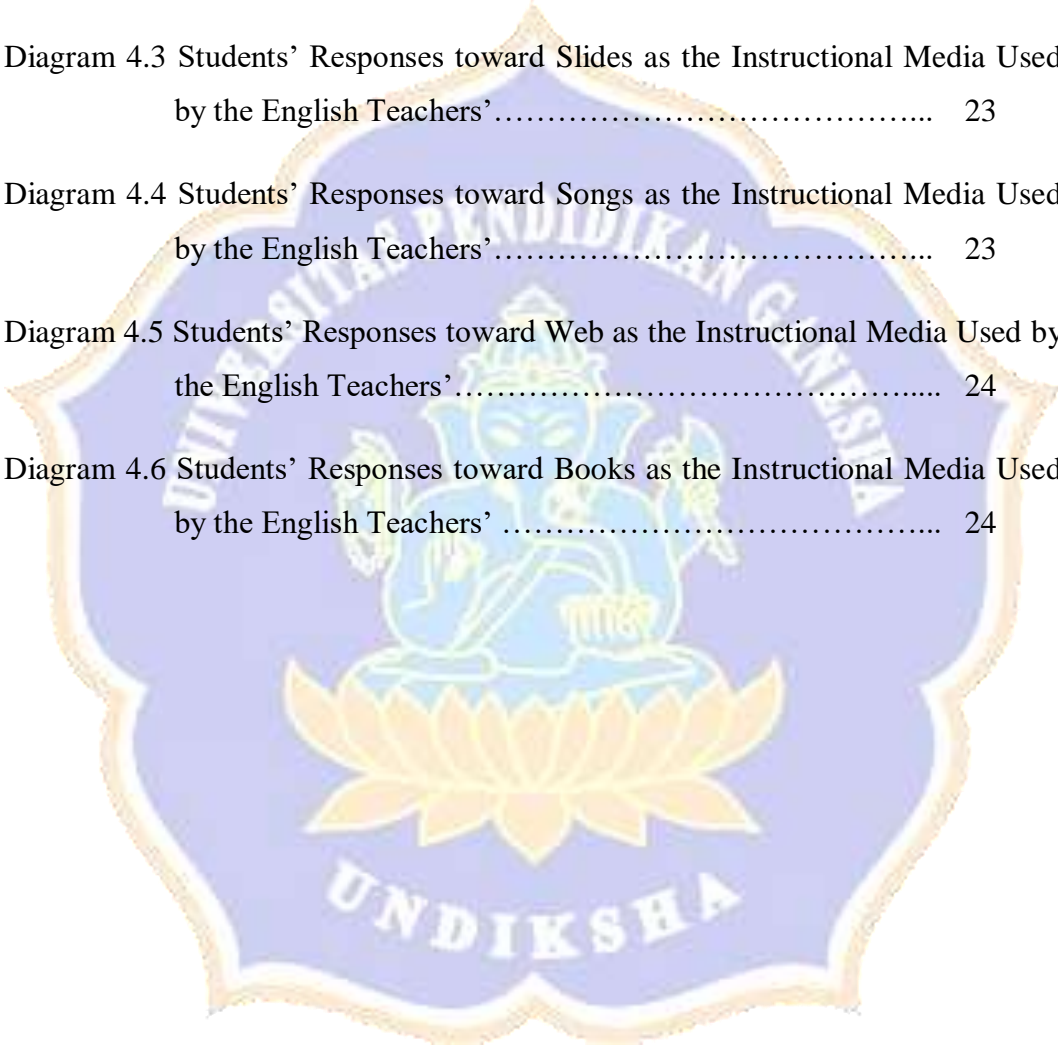 Diagram 4.3 Students’ Responses toward Slides as the Instructional Media Used
by the English Teachers’…………………………………... 23
Diagram 4.4 Students’ Responses toward Songs as the Instructional Media Used
by the English Teachers’…………………………………... 23
Diagram 4.5 Students’ Responses toward Web as the Instructional Media Used by
the English Teachers’……………………………………..... 24
Diagram 4.6 Students’ Responses toward Books as the Instructional Media Used
by the English Teachers’ …………………………………... 24
UNIVERSITAS PENDIDIKAN GANESHA
UNDIKSHA